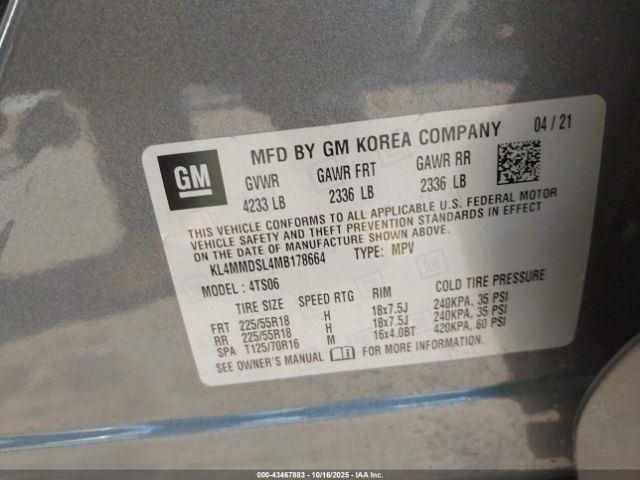 GM
MFD BY GM KOREA COMPANY 04 / 21
GVWR GAWR FRT GAWR RR
4233 LB 2336 LB 2336 LB
THIS VEHICLE CONFORMS TO ALL APPLICABLE U.S. FEDERAL MOTOR
VEHICLE SAFETY AND THEFT PREVENTION STANDARDS IN EFFECT
ON THE DATE OF MANUFACTURE SHOWN ABOVE.
KL4MMDSL4MB178664 TYPE: MPV
MODEL : 4TS06
TIRE SIZE SPEED RTG RIM COLD TIRE PRESSURE
FRT 225/55R18 H 18x7.5J 240KPA, 35 PSI
RR 225/55R18 H 18x7.5J 240KPA, 35 PSI
SPA T125/70R16 M 16x4.0BT 420KPA, 60 PSI
SEE OWNER'S MANUAL FOR MORE INFORMATION.
000-43467883 - 10/16/2025 - IAA Inc.